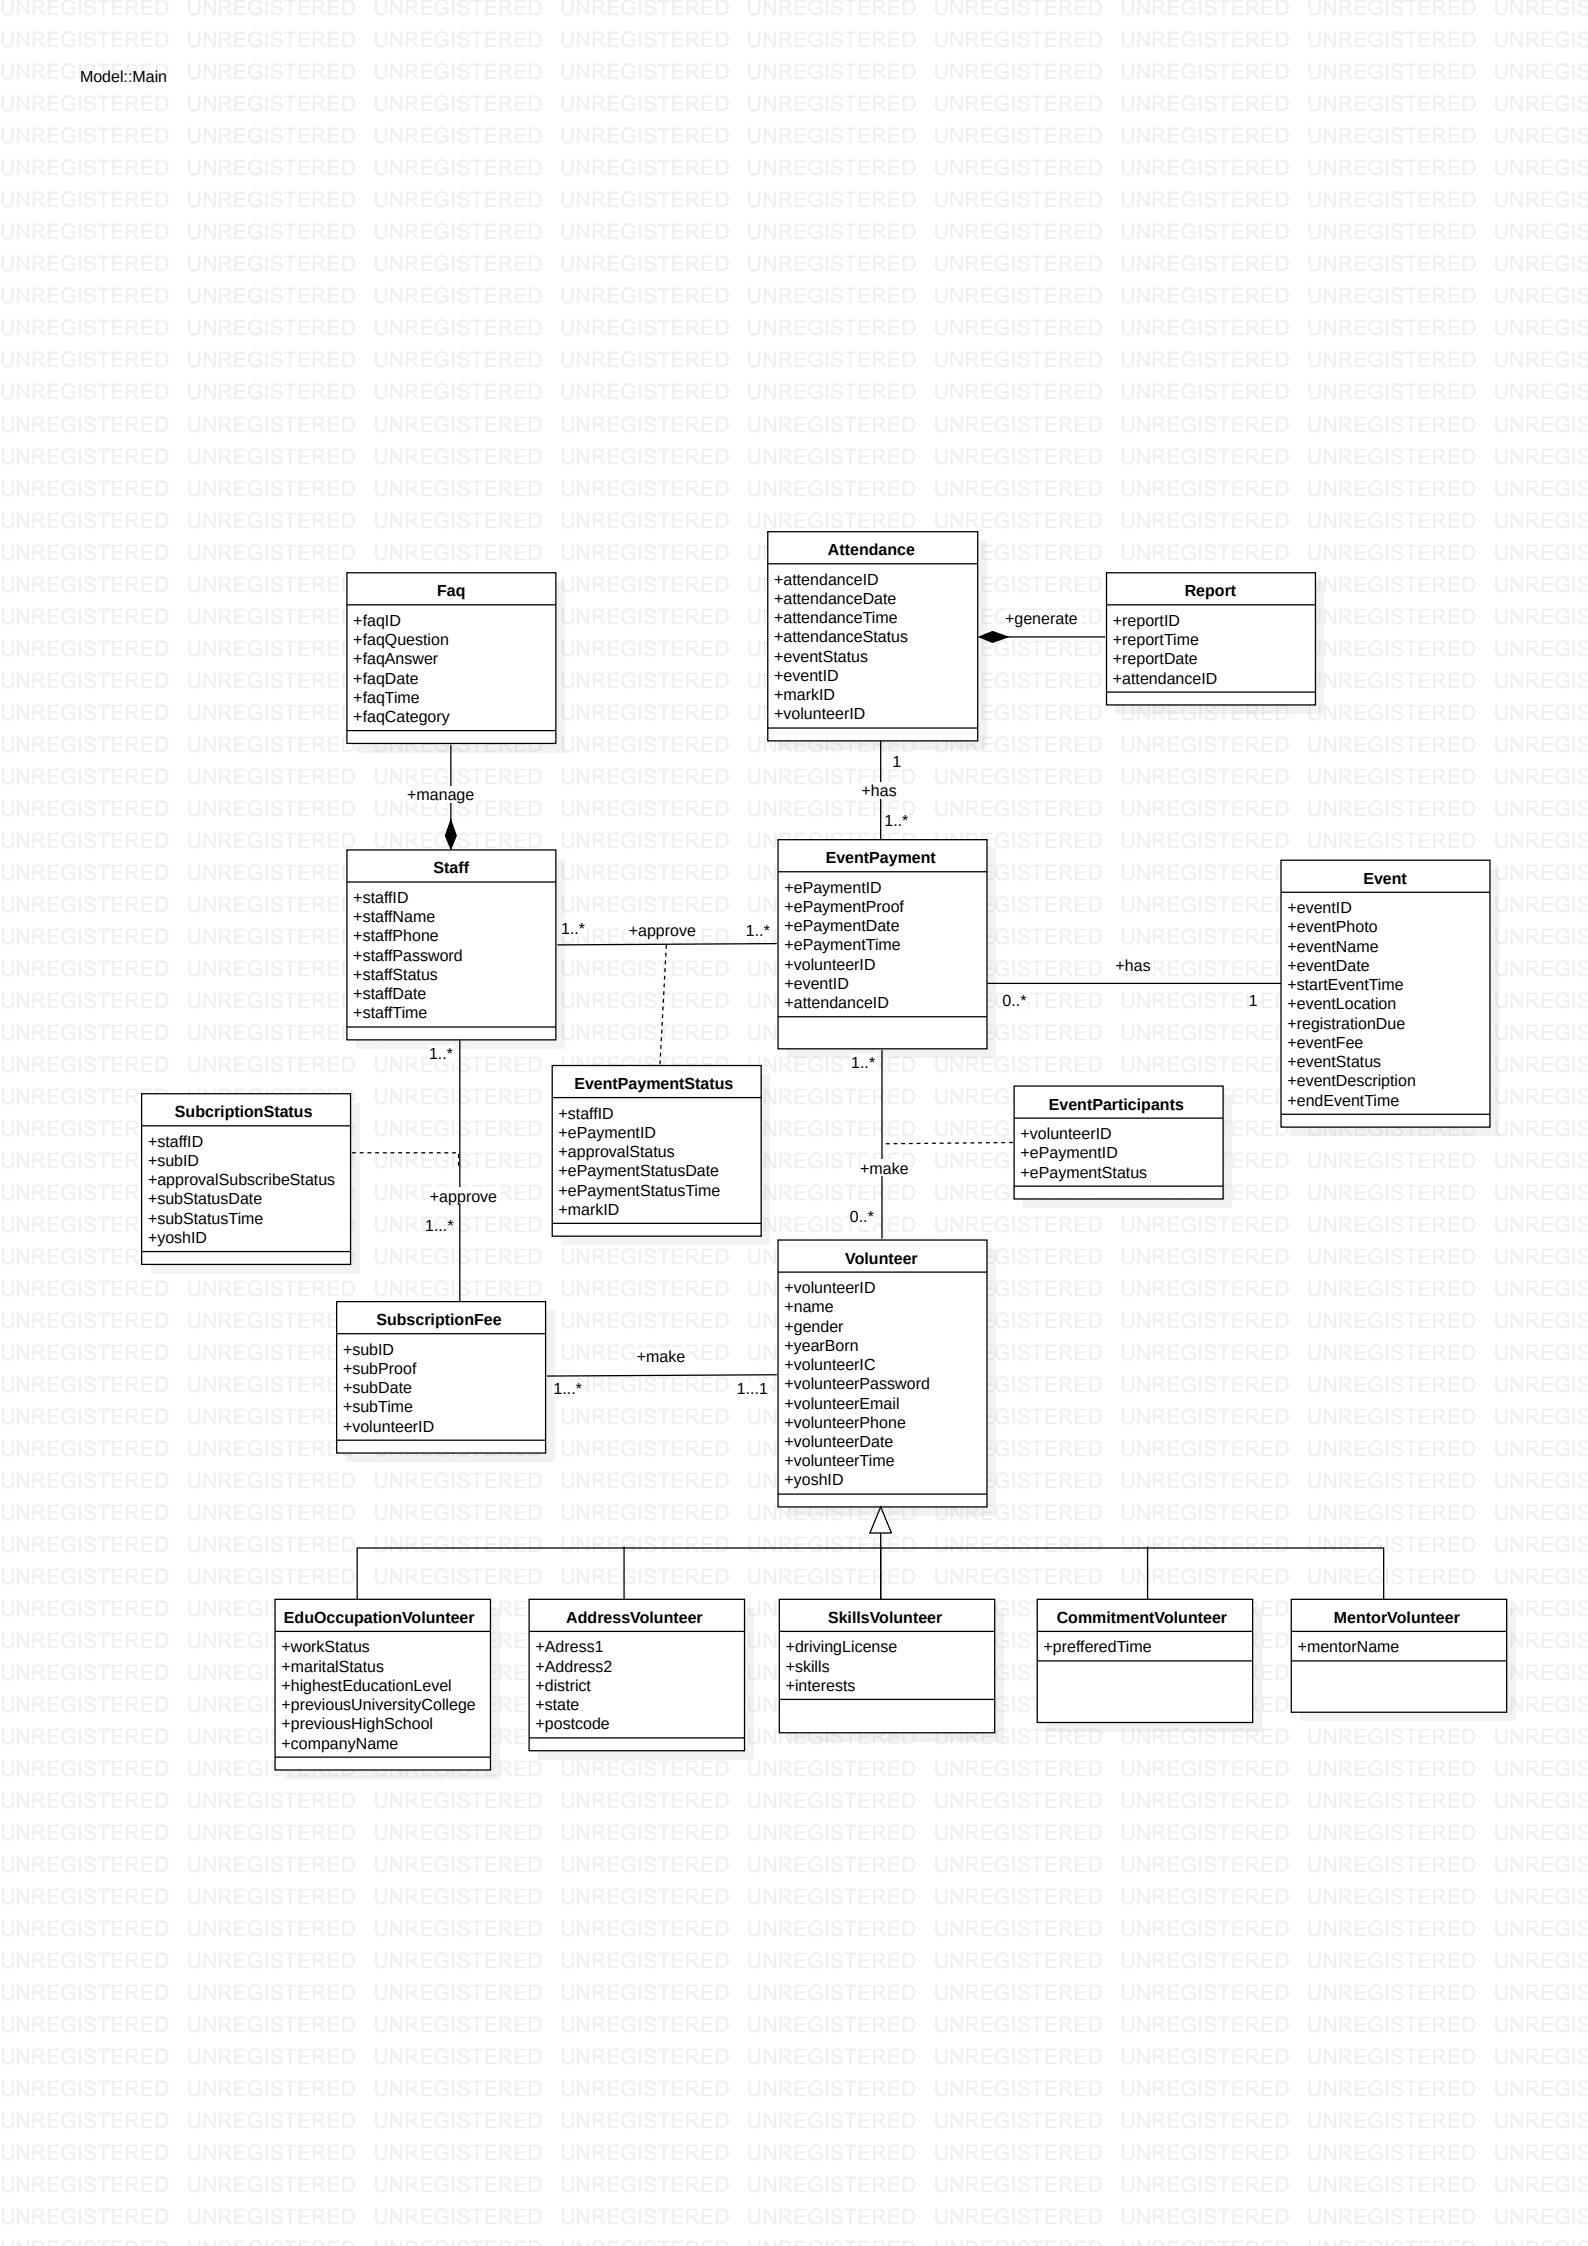 Model::Main
Attendance
+attendanceID
+attendanceDate
+attendanceTime
+attendanceStatus
+eventStatus
+eventID
+markID
+volunteerID
Faq
+faqID
+faqQuestion
+faqAnswer
+faqDate
+faqTime
+faqCategory
+generate
Report
+reportID
+reportTime
+reportDate
+attendanceID
+manage
1
+has
1..*
Staff
+staffID
+staffName
+staffPhone
+staffPassword
+staffStatus
+staffDate
+staffTime
1..*
+approve
1..*
EventPayment
+ePaymentID
+ePaymentProof
+ePaymentDate
+ePaymentTime
+volunteerID
+eventID
+attendanceID
+has
0..*
1
Event
+eventID
+eventPhoto
+eventName
+eventDate
+startEventTime
+eventLocation
+registrationDue
+eventFee
+eventStatus
+eventDescription
+endEventTime
1..*
+approve
1...*
SubcriptionStatus
+staffID
+subID
+approvalSubscribeStatus
+subStatusDate
+subStatusTime
+yoshID
EventPaymentStatus
+staffID
+ePaymentID
+approvalStatus
+ePaymentStatusDate
+ePaymentStatusTime
+markID
1..*
+make
0..*
EventParticipants
+volunteerID
+ePaymentID
+ePaymentStatus
SubscriptionFee
+subID
+subProof
+subDate
+subTime
+volunteerID
+make
1...*
1...1
Volunteer
+volunteerID
+name
+gender
+yearBorn
+volunteerIC
+volunteerPassword
+volunteerEmail
+volunteerPhone
+volunteerDate
+volunteerTime
+yoshID
EduOccupationVolunteer
+workStatus
+maritalStatus
+highestEducationLevel
+previousUniversityCollege
+previousHighSchool
+companyName
AddressVolunteer
+Adress1
+Address2
+district
+state
+postcode
SkillsVolunteer
+drivingLicense
+skills
+interests
CommitmentVolunteer
+prefferedTime
MentorVolunteer
+mentorName